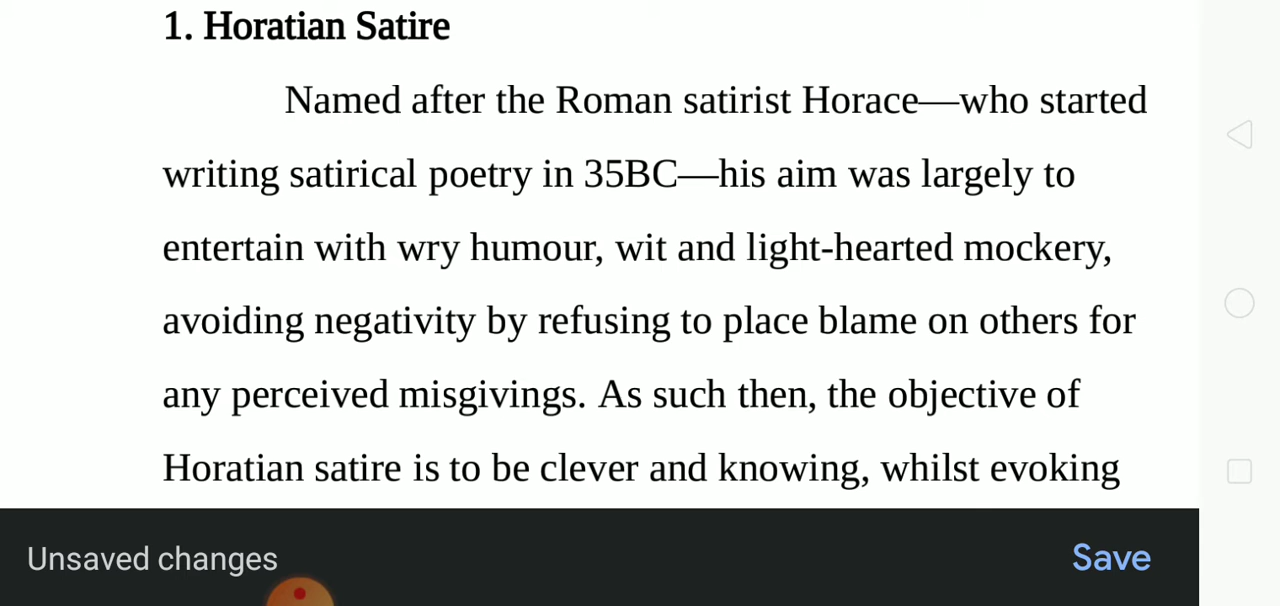 1. Horatian Satire
Named after the Roman satirist Horace—who started
writing satirical poetry in 35BC—his aim was largely to
entertain with wry humour, wit and light-hearted mockery,
avoiding negativity by refusing to place blame on others for
any perceived misgivings. As such then, the objective of
Horatian satire is to be clever and knowing, whilst evoking
Unsaved changes
Save